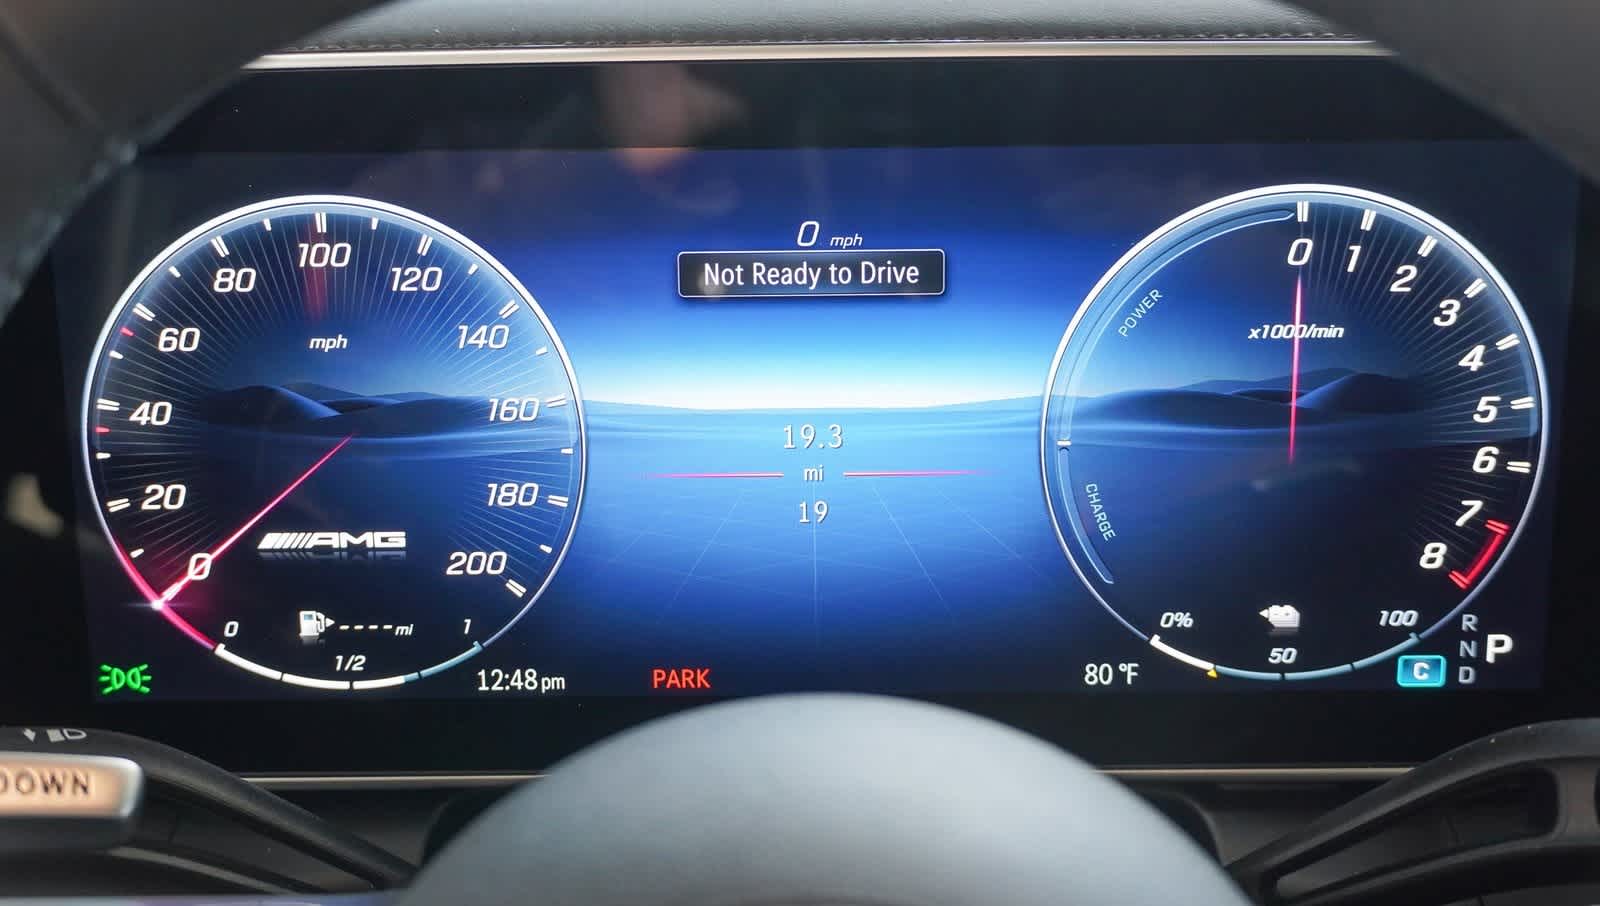 0 mph
Not Ready to Drive
100
80
120
60
mph
140
40
160
20
180
AMG
0
200
0
---- mi
1
1/2
19.3
mi
19
0
1
2
POWER
3
x1000/min
4
5
6
CHARGE
7
8
0%
100
50
R
N
P
D
C
12:48 pm
PARK
80 °F
DOWN